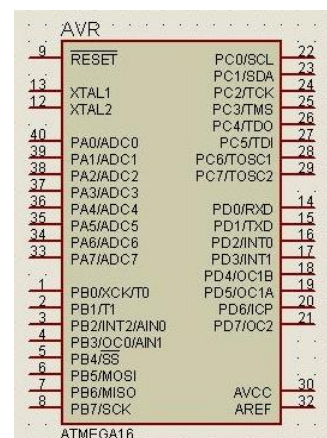 AVR
9 RESET PC0/SCL 22
PC1/SDA 23
13 XTAL1 PC2/TCK 24
12 XTAL2 PC3/TMS 25
PC4/TDO 26
40 PA0/ADC0 PC5/TDI 27
39 PA1/ADC1 PC6/TOSC1 28
38 PA2/ADC2 PC7/TOSC2 29
37 PA3/ADC3
36 PA4/ADC4 PD0/RXD 14
35 PA5/ADC5 PD1/TXD 15
34 PA6/ADC6 PD2/INT0 16
33 PA7/ADC7 PD3/INT1 17
PD4/OC1B 18
1 PB0/XCK/T0 PD5/OC1A 19
2 PB1/T1 PD6/ICP 20
3 PB2/INT2/AIN0 PD7/OC2 21
4 PB3/OC0/AIN1
5 PB4/SS
6 PB5/MOSI
7 PB6/MISO AVCC 30
8 PB7/SCK AREF 32
ATMEGA16